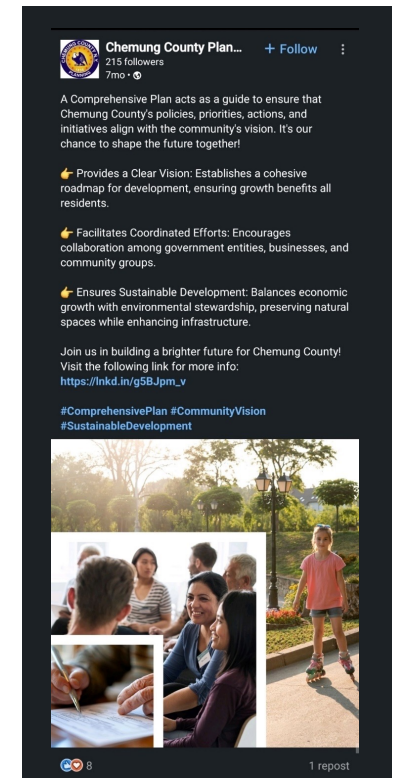 Chemung County Plan... + Follow
215 followers
7mo •
A Comprehensive Plan acts as a guide to ensure that
Chemung County's policies, priorities, actions, and
initiatives align with the community's vision. It's our
chance to shape the future together!
👉 Provides a Clear Vision: Establishes a cohesive
roadmap for development, ensuring growth benefits all
residents.
👉 Facilitates Coordinated Efforts: Encourages
collaboration among government entities, businesses, and
community groups.
👉 Ensures Sustainable Development: Balances economic
growth with environmental stewardship, preserving natural
spaces while enhancing infrastructure.
Join us in building a brighter future for Chemung County!
Visit the following link for more info:
https://lnkd.in/g5BJpm_v
#ComprehensivePlan #CommunityVision
#SustainableDevelopment
8 1 repost